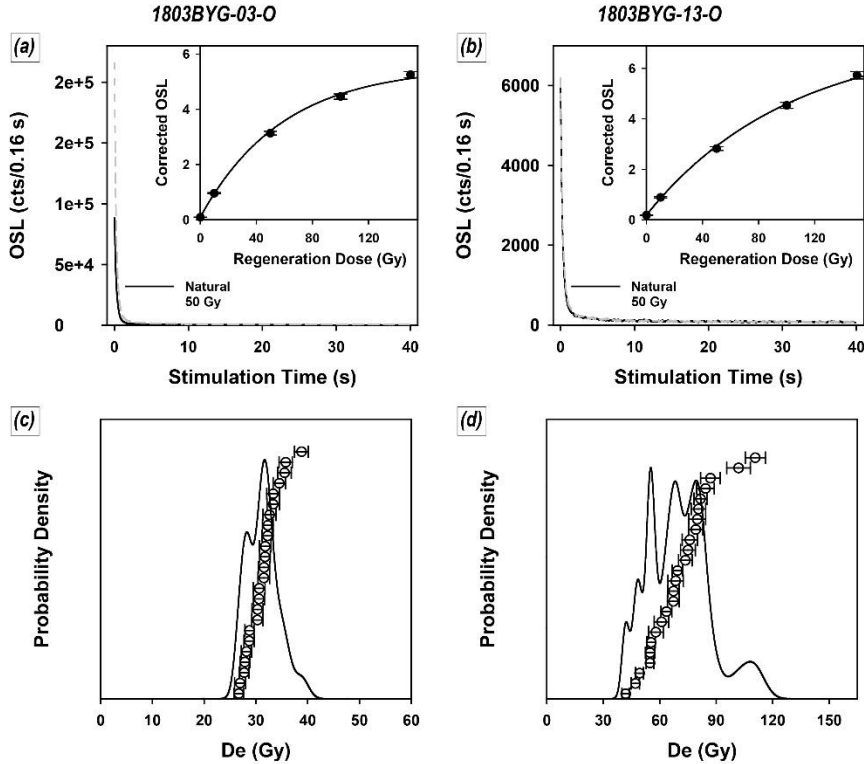 1803BYG-03-O
1803BYG-13-O
(a)
OSL (cts/0.16 s)
2e+5
2e+5
1e+5
5e+4
0
0
10
20
30
40
Stimulation Time (s)
Corrected OSL
6
4
2
0
0
40
80
120
Regeneration Dose (Gy)
Natural
50 Gy
(b)
OSL (cts/0.16 s)
6000
4000
2000
0
0
10
20
30
40
Stimulation Time (s)
Corrected OSL
6
4
2
0
0
40
80
120
Regeneration Dose (Gy)
Natural
50 Gy
(c)
Probability Density
0
20
40
60
De (Gy)
(d)
Probability Density
0
30
60
90
120
150
De (Gy)